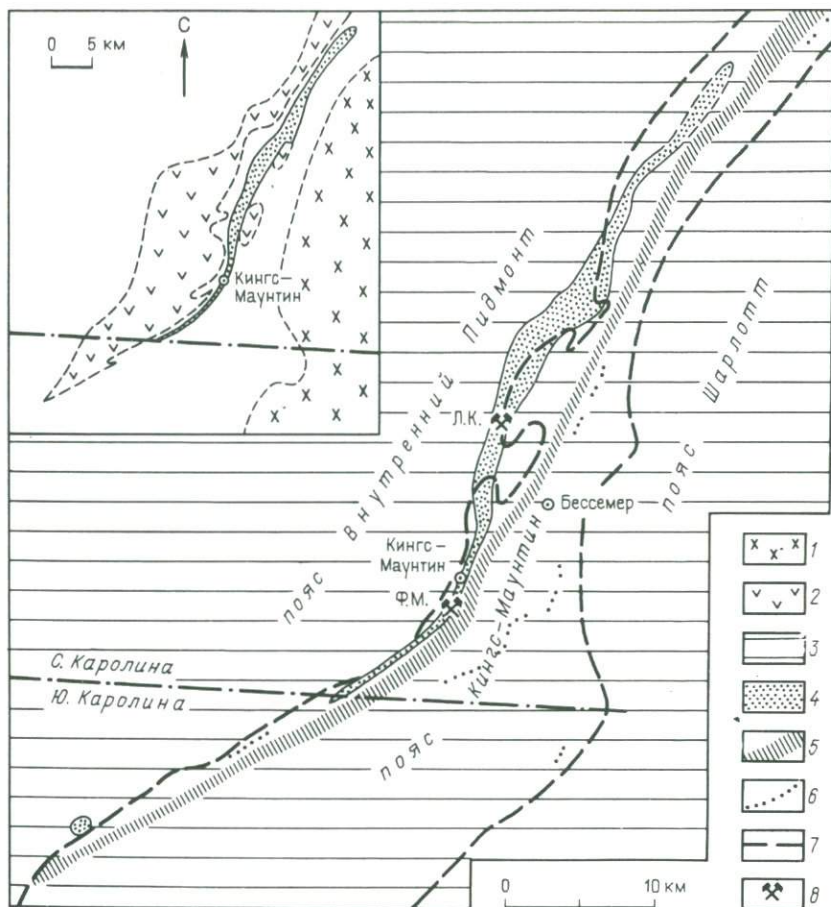 С
0 5 км
Кингс-
Маунтин
пояс Внутренний Пидмонт
пояс Шарлотт
Л.К.
Бессемер
Кингс-
Маунтин
Ф.М.
пояс Кингс-Маунтин
С. Каролина
Ю. Каролина
0 10 км
1
2
3
4
5
6
7
8